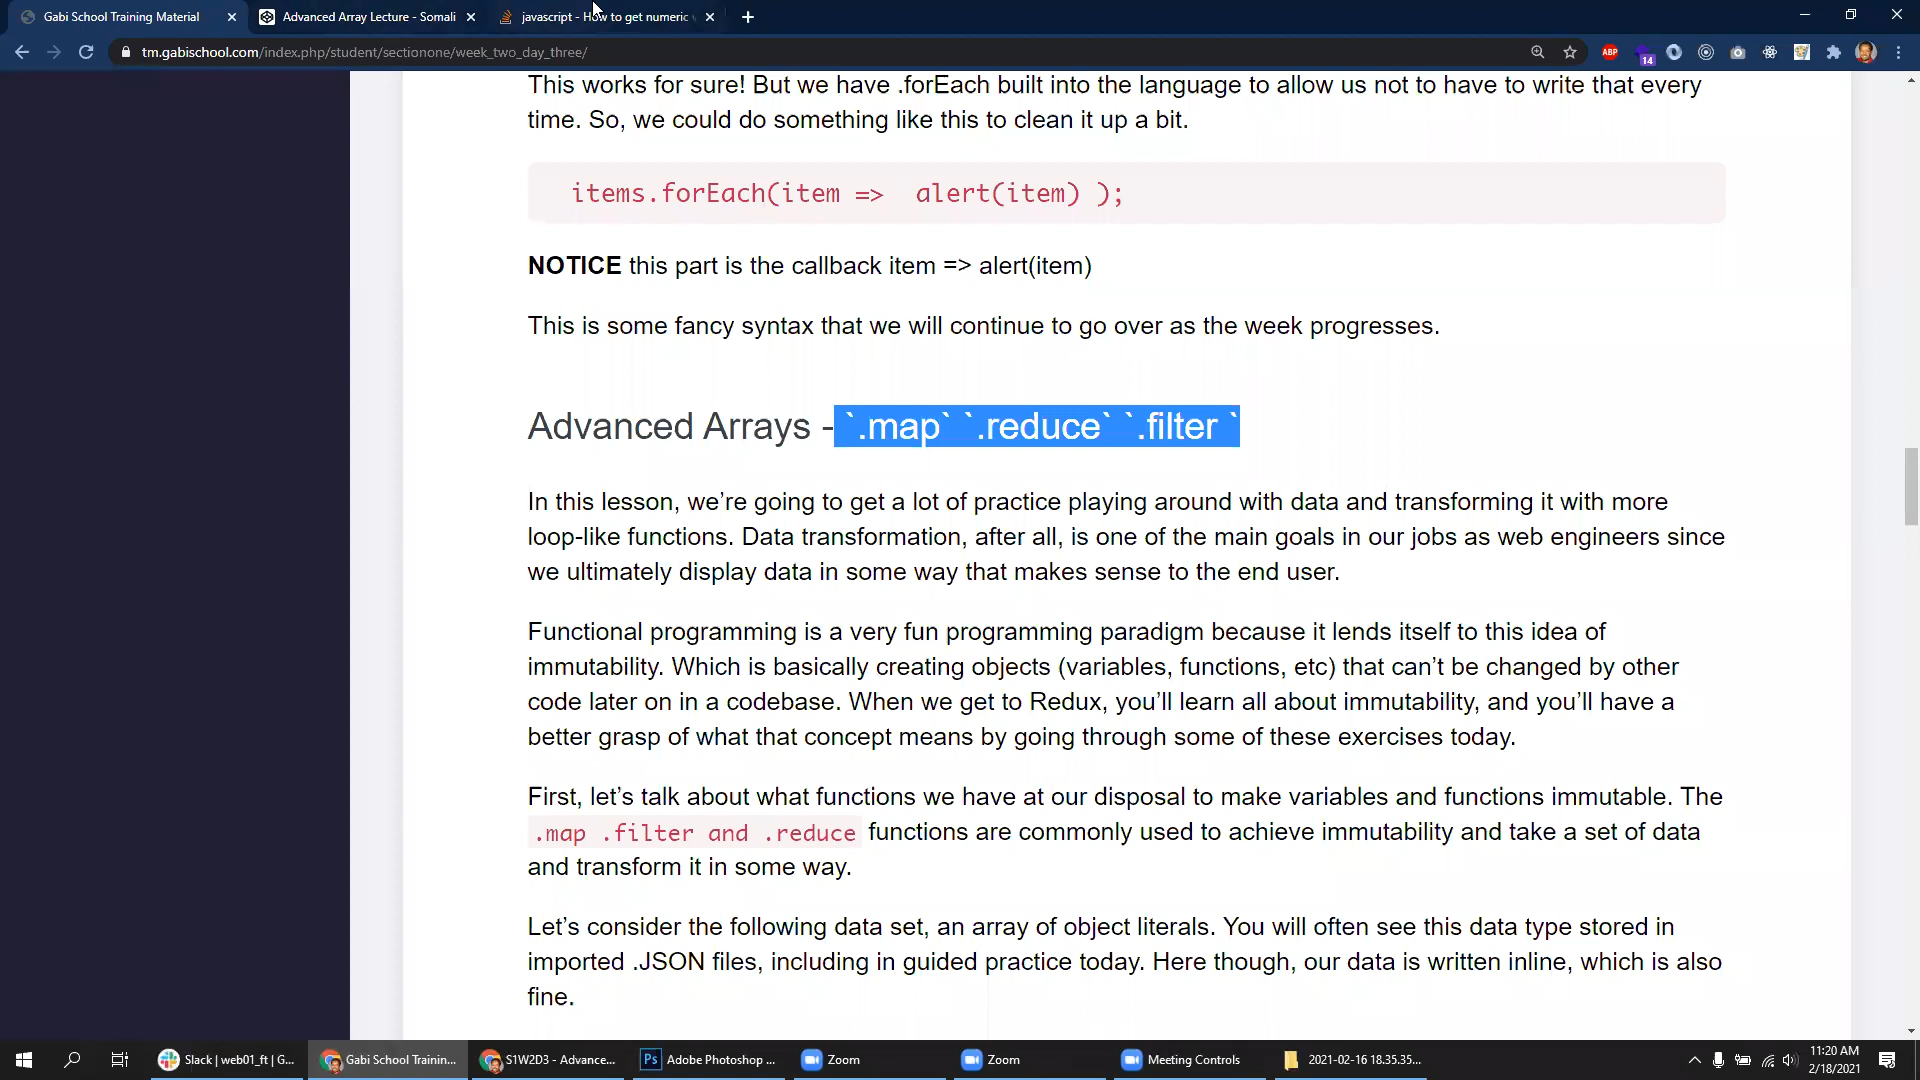 Gabi School Training Material
Advanced Array Lecture - Somali
javascript - How to get numeric
tm.gabischool.com/index.php/student/sectionone/week_two_day_three/
ABP
14
This works for sure! But we have .forEach built into the language to allow us not to have to write that every
time. So, we could do something like this to clean it up a bit.
items.forEach(item => alert(item) );
NOTICE this part is the callback item => alert(item)
This is some fancy syntax that we will continue to go over as the week progresses.
Advanced Arrays - `.map` `.reduce` `.filter `
In this lesson, we’re going to get a lot of practice playing around with data and transforming it with more
loop-like functions. Data transformation, after all, is one of the main goals in our jobs as web engineers since
we ultimately display data in some way that makes sense to the end user.
Functional programming is a very fun programming paradigm because it lends itself to this idea of
immutability. Which is basically creating objects (variables, functions, etc) that can’t be changed by other
code later on in a codebase. When we get to Redux, you’ll learn all about immutability, and you’ll have a
better grasp of what that concept means by going through some of these exercises today.
First, let’s talk about what functions we have at our disposal to make variables and functions immutable. The
.map .filter and .reduce functions are commonly used to achieve immutability and take a set of data
and transform it in some way.
Let’s consider the following data set, an array of object literals. You will often see this data type stored in
imported .JSON files, including in guided practice today. Here though, our data is written inline, which is also
fine.
Slack | web01_ft | G...
Gabi School Trainin...
S1W2D3 - Advance...
Ps
Adobe Photoshop ...
Zoom
Zoom
Meeting Controls
2021-02-16 18.35.35...
11:20 AM
2/18/2021